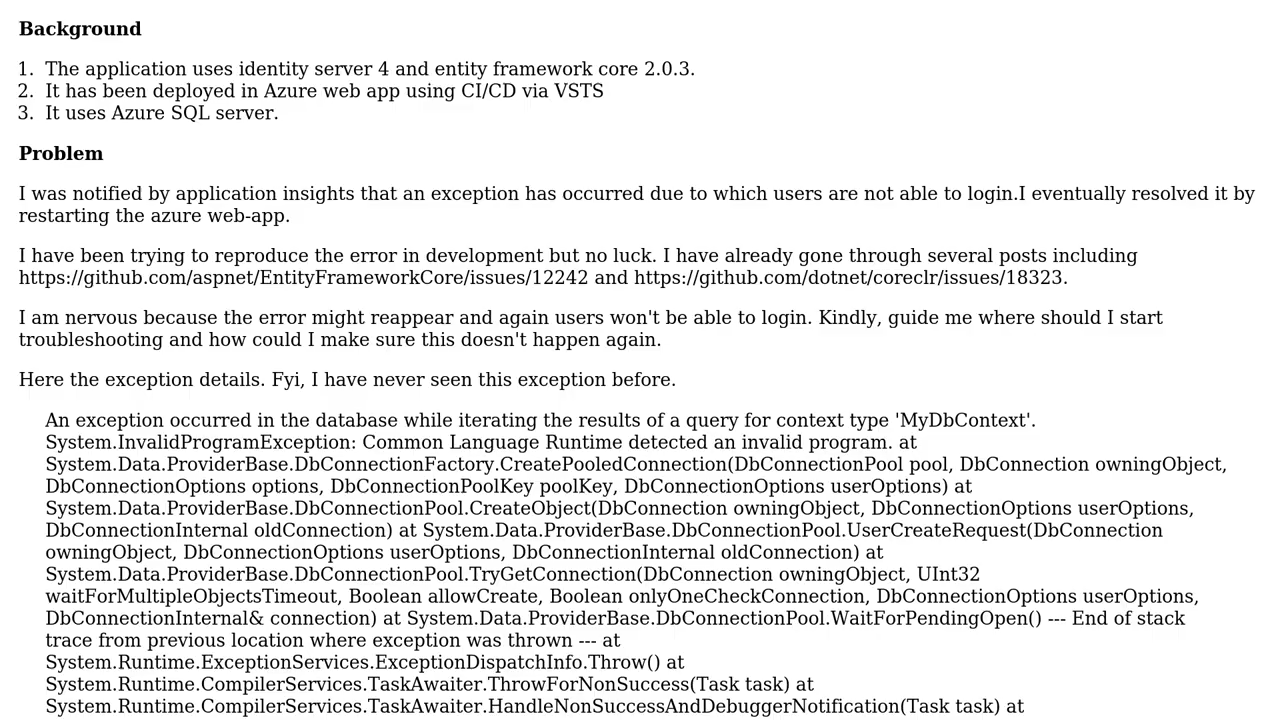 Background
1. The application uses identity server 4 and entity framework core 2.0.3.
2. It has been deployed in Azure web app using CI/CD via VSTS
3. It uses Azure SQL server.
Problem
I was notified by application insights that an exception has occurred due to which users are not able to login.I eventually resolved it by
restarting the azure web-app.
I have been trying to reproduce the error in development but no luck. I have already gone through several posts including
https://github.com/aspnet/EntityFrameworkCore/issues/12242 and https://github.com/dotnet/coreclr/issues/18323.
I am nervous because the error might reappear and again users won't be able to login. Kindly, guide me where should I start
troubleshooting and how could I make sure this doesn't happen again.
Here the exception details. Fyi, I have never seen this exception before.
An exception occurred in the database while iterating the results of a query for context type 'MyDbContext'.
System.InvalidProgramException: Common Language Runtime detected an invalid program. at
System.Data.ProviderBase.DbConnectionFactory.CreatePooledConnection(DbConnectionPool pool, DbConnection owningObject,
DbConnectionOptions options, DbConnectionPoolKey poolKey, DbConnectionOptions userOptions) at
System.Data.ProviderBase.DbConnectionPool.CreateObject(DbConnection owningObject, DbConnectionOptions userOptions,
DbConnectionInternal oldConnection) at System.Data.ProviderBase.DbConnectionPool.UserCreateRequest(DbConnection
owningObject, DbConnectionOptions userOptions, DbConnectionInternal oldConnection) at
System.Data.ProviderBase.DbConnectionPool.TryGetConnection(DbConnection owningObject, UInt32
waitForMultipleObjectsTimeout, Boolean allowCreate, Boolean onlyOneCheckConnection, DbConnectionOptions userOptions,
DbConnectionInternal& connection) at System.Data.ProviderBase.DbConnectionPool.WaitForPendingOpen() --- End of stack
trace from previous location where exception was thrown --- at
System.Runtime.ExceptionServices.ExceptionDispatchInfo.Throw() at
System.Runtime.CompilerServices.TaskAwaiter.ThrowForNonSuccess(Task task) at
System.Runtime.CompilerServices.TaskAwaiter.HandleNonSuccessAndDebuggerNotification(Task task) at